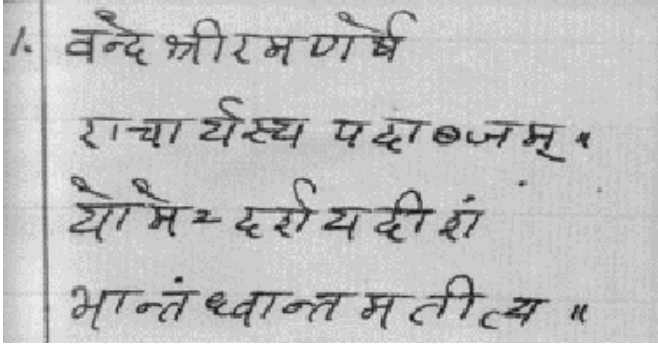 1. वन्दे श्रीरमणर्षे
राचार्यस्य पदाब्जम् ॥
यो मेऽदर्शयदीशं
भान्तं ध्वान्तमतीत्य ॥